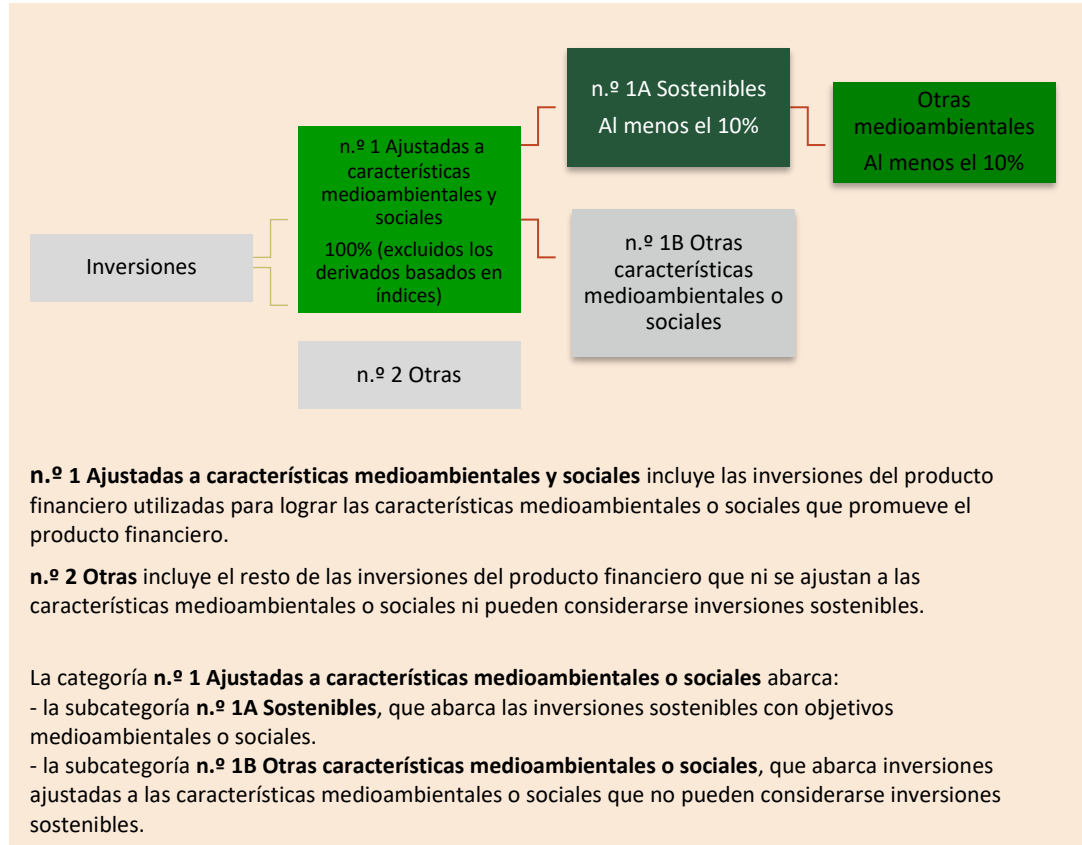 n.º 1A Sostenibles
Al menos el 10%
Otras
medioambientales
Al menos el 10%
n.º 1 Ajustadas a
características
medioambientales y
sociales
100% (excluidos los
derivados basados en
índices)
n.º 1B Otras
características
medioambientales o
sociales
Inversiones
n.º 2 Otras
n.º 1 Ajustadas a características medioambientales y sociales incluye las inversiones del producto
financiero utilizadas para lograr las características medioambientales o sociales que promueve el
producto financiero.
n.º 2 Otras incluye el resto de las inversiones del producto financiero que ni se ajustan a las
características medioambientales o sociales ni pueden considerarse inversiones sostenibles.
La categoría n.º 1 Ajustadas a características medioambientales o sociales abarca:
- la subcategoría n.º 1A Sostenibles, que abarca las inversiones sostenibles con objetivos
medioambientales o sociales.
- la subcategoría n.º 1B Otras características medioambientales o sociales, que abarca inversiones
ajustadas a las características medioambientales o sociales que no pueden considerarse inversiones
sostenibles.